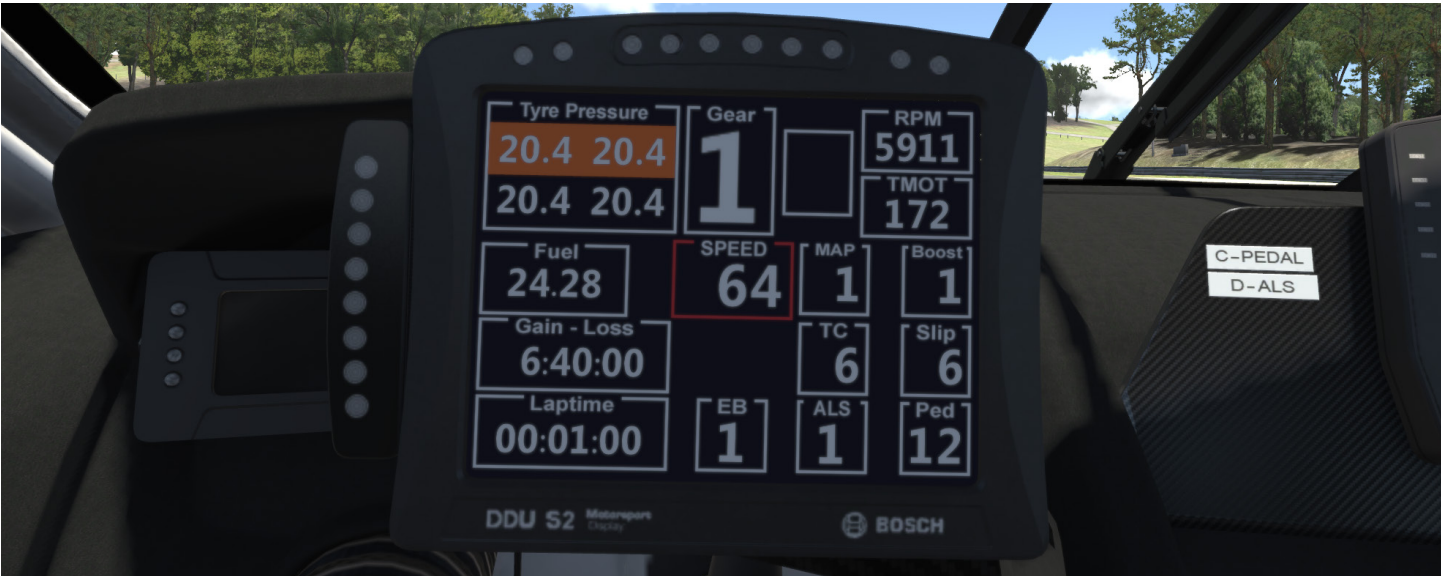 Tyre Pressure
20.4 20.4
20.4 20.4
Gear
1
RPM
5911
TMOT
172
Fuel
24.28
SPEED
64
MAP
1
Boost
1
Gain - Loss
6:40:00
TC
6
Slip
6
Laptime
00:01:00
EB
1
ALS
1
Ped
12
DDU S2 Motorsport
Display
BOSCH
C-PEDAL
D-ALS